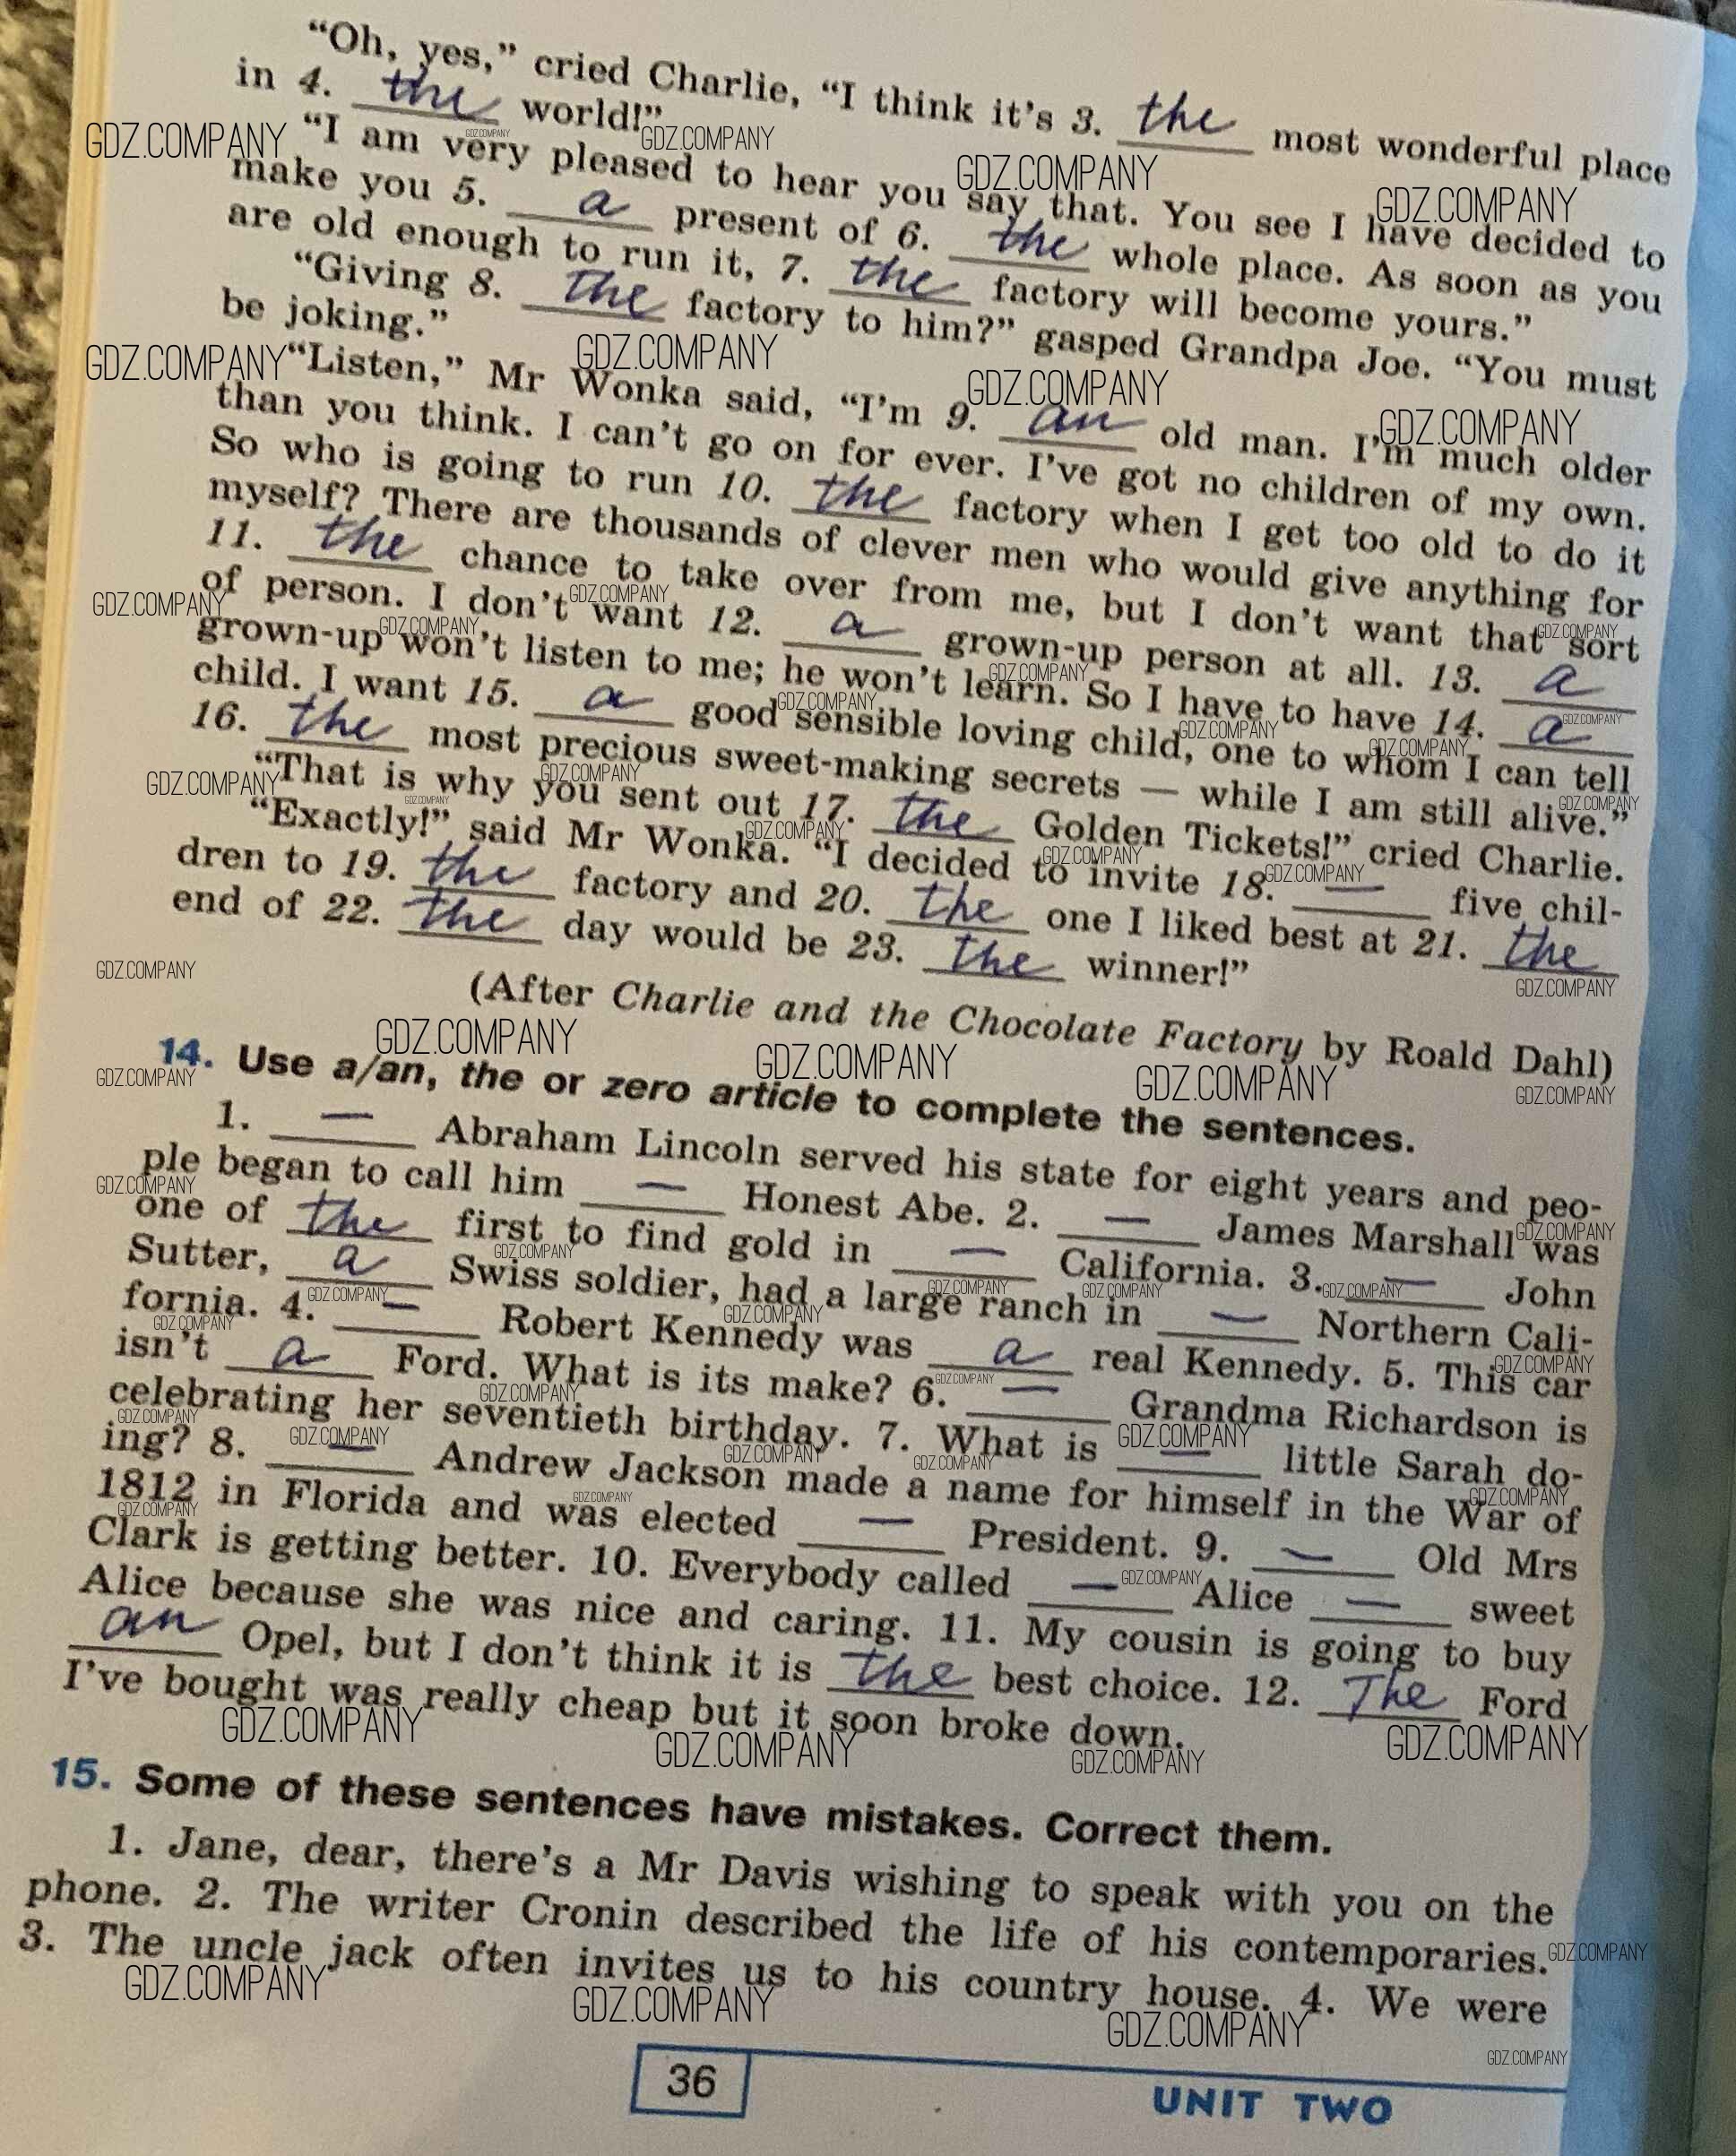 "Oh, yes," cried Charlie, "I think it's 3. the most wonderful place
in 4. the world!"
"I am very pleased to hear you say that. You see I have decided to
make you 5. a present of 6. the whole place. As soon as you
are old enough to run it, 7. the factory will become yours."
"Giving 8. the factory to him?" gasped Grandpa Joe. "You must
be joking."
"Listen," Mr Wonka said, "I'm 9. an old man. I'm much older
than you think. I can't go on for ever. I've got no children of my own.
So who is going to run 10. the factory when I get too old to do it
myself? There are thousands of clever men who would give anything for
11. the chance to take over from me, but I don't want that sort
of person. I don't want 12. a grown-up person at all. 13. a
grown-up won't listen to me; he won't learn. So I have to have 14. a
child. I want 15. a good sensible loving child, one to whom I can tell
16. the most precious sweet-making secrets — while I am still alive."
"That is why you sent out 17. the Golden Tickets!" cried Charlie.
"Exactly!" said Mr Wonka. "I decided to invite 18. — five chil-
dren to 19. the factory and 20. the one I liked best at 21. the
end of 22. the day would be 23. the winner!"
(After Charlie and the Chocolate Factory by Roald Dahl)
14. Use a/an, the or zero article to complete the sentences.
1. — Abraham Lincoln served his state for eight years and peo-
ple began to call him — Honest Abe. 2. — James Marshall was
one of the first to find gold in — California. 3. — John
Sutter, a Swiss soldier, had a large ranch in — Northern Cali-
fornia. 4. — Robert Kennedy was a real Kennedy. 5. This car
isn't a Ford. What is its make? 6. — Grandma Richardson is
celebrating her seventieth birthday. 7. What is — little Sarah do-
ing? 8. — Andrew Jackson made a name for himself in the War of
1812 in Florida and was elected — President. 9. — Old Mrs
Clark is getting better. 10. Everybody called — Alice — sweet
Alice because she was nice and caring. 11. My cousin is going to buy
an Opel, but I don't think it is the best choice. 12. The Ford
I've bought was really cheap but it soon broke down.
15. Some of these sentences have mistakes. Correct them.
1. Jane, dear, there's a Mr Davis wishing to speak with you on the
phone. 2. The writer Cronin described the life of his contemporaries.
3. The uncle jack often invites us to his country house. 4. We were
36
UNIT TWO
GDZ.COMPANY